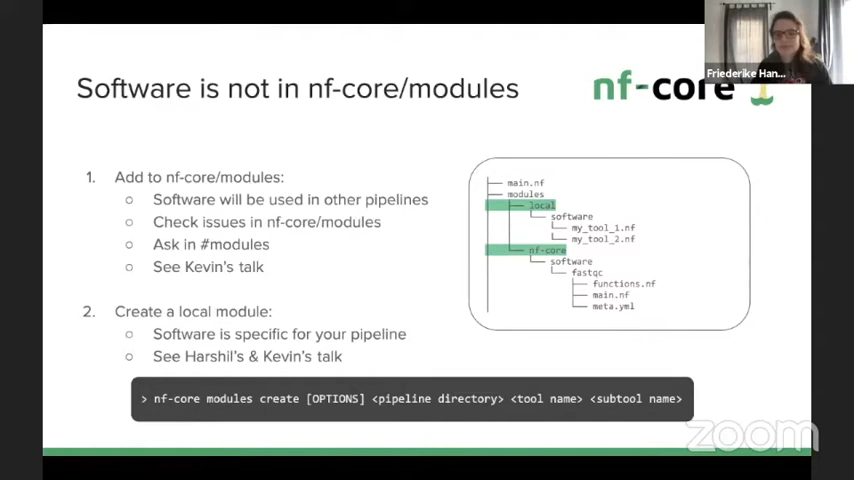 Friederike Han...
Software is not in nf-core/modules
nf-core
1. Add to nf-core/modules:
○ Software will be used in other pipelines
○ Check issues in nf-core/modules
○ Ask in #modules
○ See Kevin's talk
2. Create a local module:
○ Software is specific for your pipeline
○ See Harshil's & Kevin's talk
main.nf
modules
local
software
my_tool_1.nf
my_tool_2.nf
nf-core
software
fastqc
functions.nf
main.nf
meta.yml
> nf-core modules create [OPTIONS] <pipeline directory> <tool name> <subtool name>
zoom